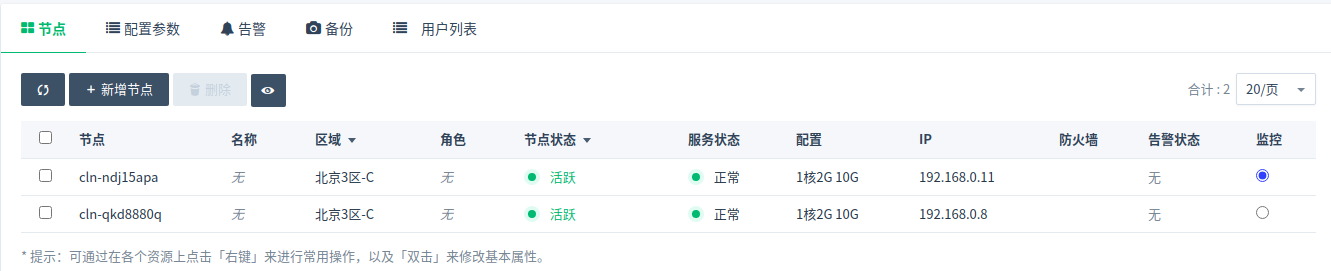 节点 配置参数 告警 备份 用户列表
+ 新增节点 删除 合计 : 2 20/页
节点 名称 区域 角色 节点状态 服务状态 配置 IP 防火墙 告警状态 监控
cln-ndj15apa 无 北京3区-C 无 活跃 正常 1核2G 10G 192.168.0.11 无
cln-qkd8880q 无 北京3区-C 无 活跃 正常 1核2G 10G 192.168.0.8 无
* 提示：可通过在各个资源上点击「右键」来进行常用操作，以及「双击」来修改基本属性。